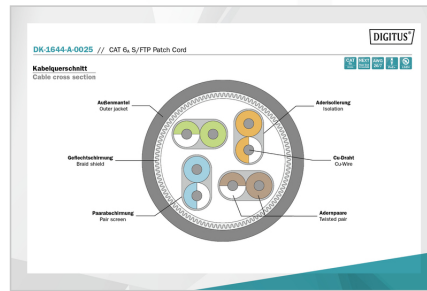 DIGITUS®
DK-1644-A-0025 // CAT 6A S/FTP Patch Cord
Kabelquerschnitt
Cable cross section
Außenmantel
Outer jacket
Aderisolierung
Isolation
Geflechtschirmung
Braid shield
Cu-Draht
Cu-Wire
Paarabschirmung
Pair screen
Adernpaare
Twisted pair